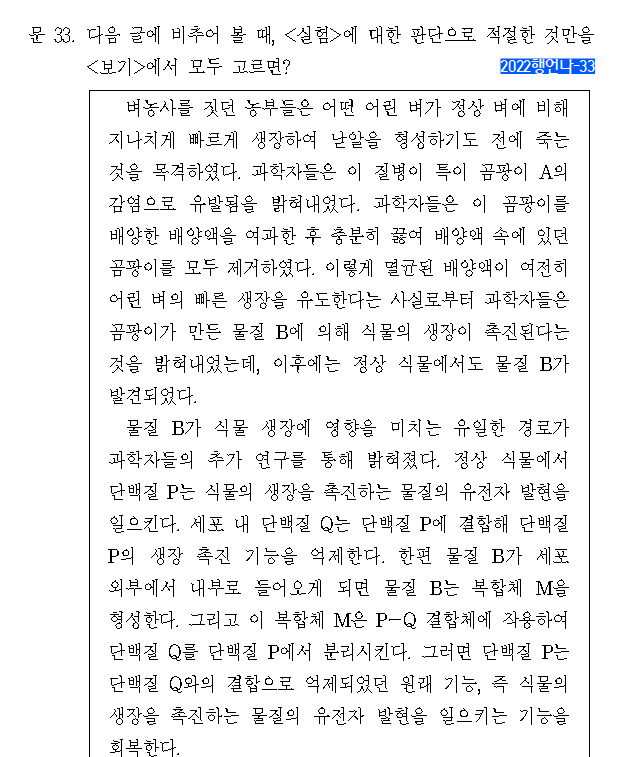 문 33. 다음 글에 비추어 볼 때, <실험>에 대한 판단으로 적절한 것만을
<보기>에서 모두 고르면?
2022행언나-33
벼농사를 짓던 농부들은 어떤 어린 벼가 정상 벼에 비해
지나치게 빠르게 생장하여 낟알을 형성하기도 전에 죽는
것을 목격하였다. 과학자들은 이 질병이 특이 곰팡이 A의
감염으로 유발됨을 밝혀내었다. 과학자들은 이 곰팡이를
배양한 배양액을 여과한 후 충분히 끓여 배양액 속에 있던
곰팡이를 모두 제거하였다. 이렇게 멸균된 배양액이 여전히
어린 벼의 빠른 생장을 유도한다는 사실로부터 과학자들은
곰팡이가 만든 물질 B에 의해 식물의 생장이 촉진된다는
것을 밝혀내었는데, 이후에는 정상 식물에서도 물질 B가
발견되었다.
물질 B가 식물 생장에 영향을 미치는 유일한 경로가
과학자들의 추가 연구를 통해 밝혀졌다. 정상 식물에서
단백질 P는 식물의 생장을 촉진하는 물질의 유전자 발현을
일으킨다. 세포 내 단백질 Q는 단백질 P에 결합해 단백질
P의 생장 촉진 기능을 억제한다. 한편 물질 B가 세포
외부에서 내부로 들어오게 되면 물질 B는 복합체 M을
형성한다. 그리고 이 복합체 M은 P-Q 결합체에 작용하여
단백질 Q를 단백질 P에서 분리시킨다. 그러면 단백질 P는
단백질 Q와의 결합으로 억제되었던 원래 기능, 즉 식물의
생장을 촉진하는 물질의 유전자 발현을 일으키는 기능을
회복한다.